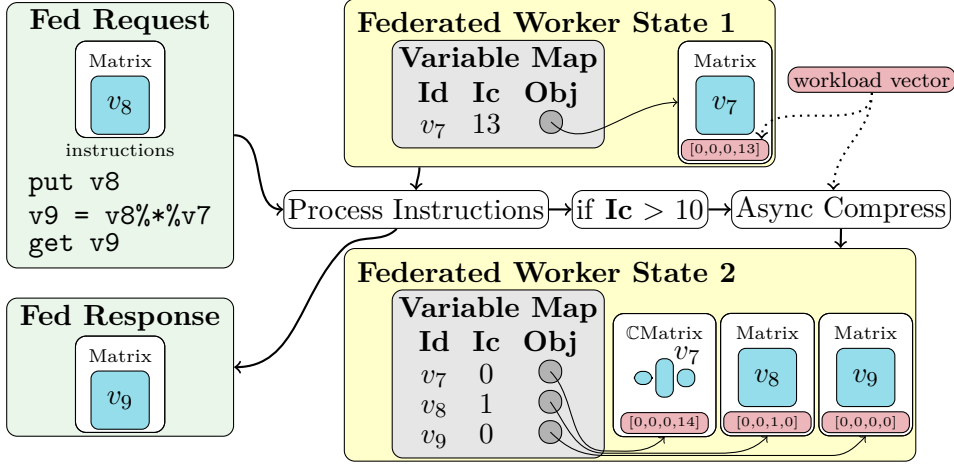 Fed Request
Matrix
v8
instructions
put v8
v9 = v8%*%v7
get v9
Federated Worker State 1
Variable Map
Id Ic Obj
v7 13
Matrix
v7
[0,0,0,13]
workload vector
Process Instructions
if Ic > 10
Async Compress
Fed Response
Matrix
v9
Federated Worker State 2
Variable Map
Id Ic Obj
v7 0
v8 1
v9 0
ℂMatrix
v7
[0,0,0,14]
Matrix
v8
[0,0,1,0]
Matrix
v9
[0,0,0,0]